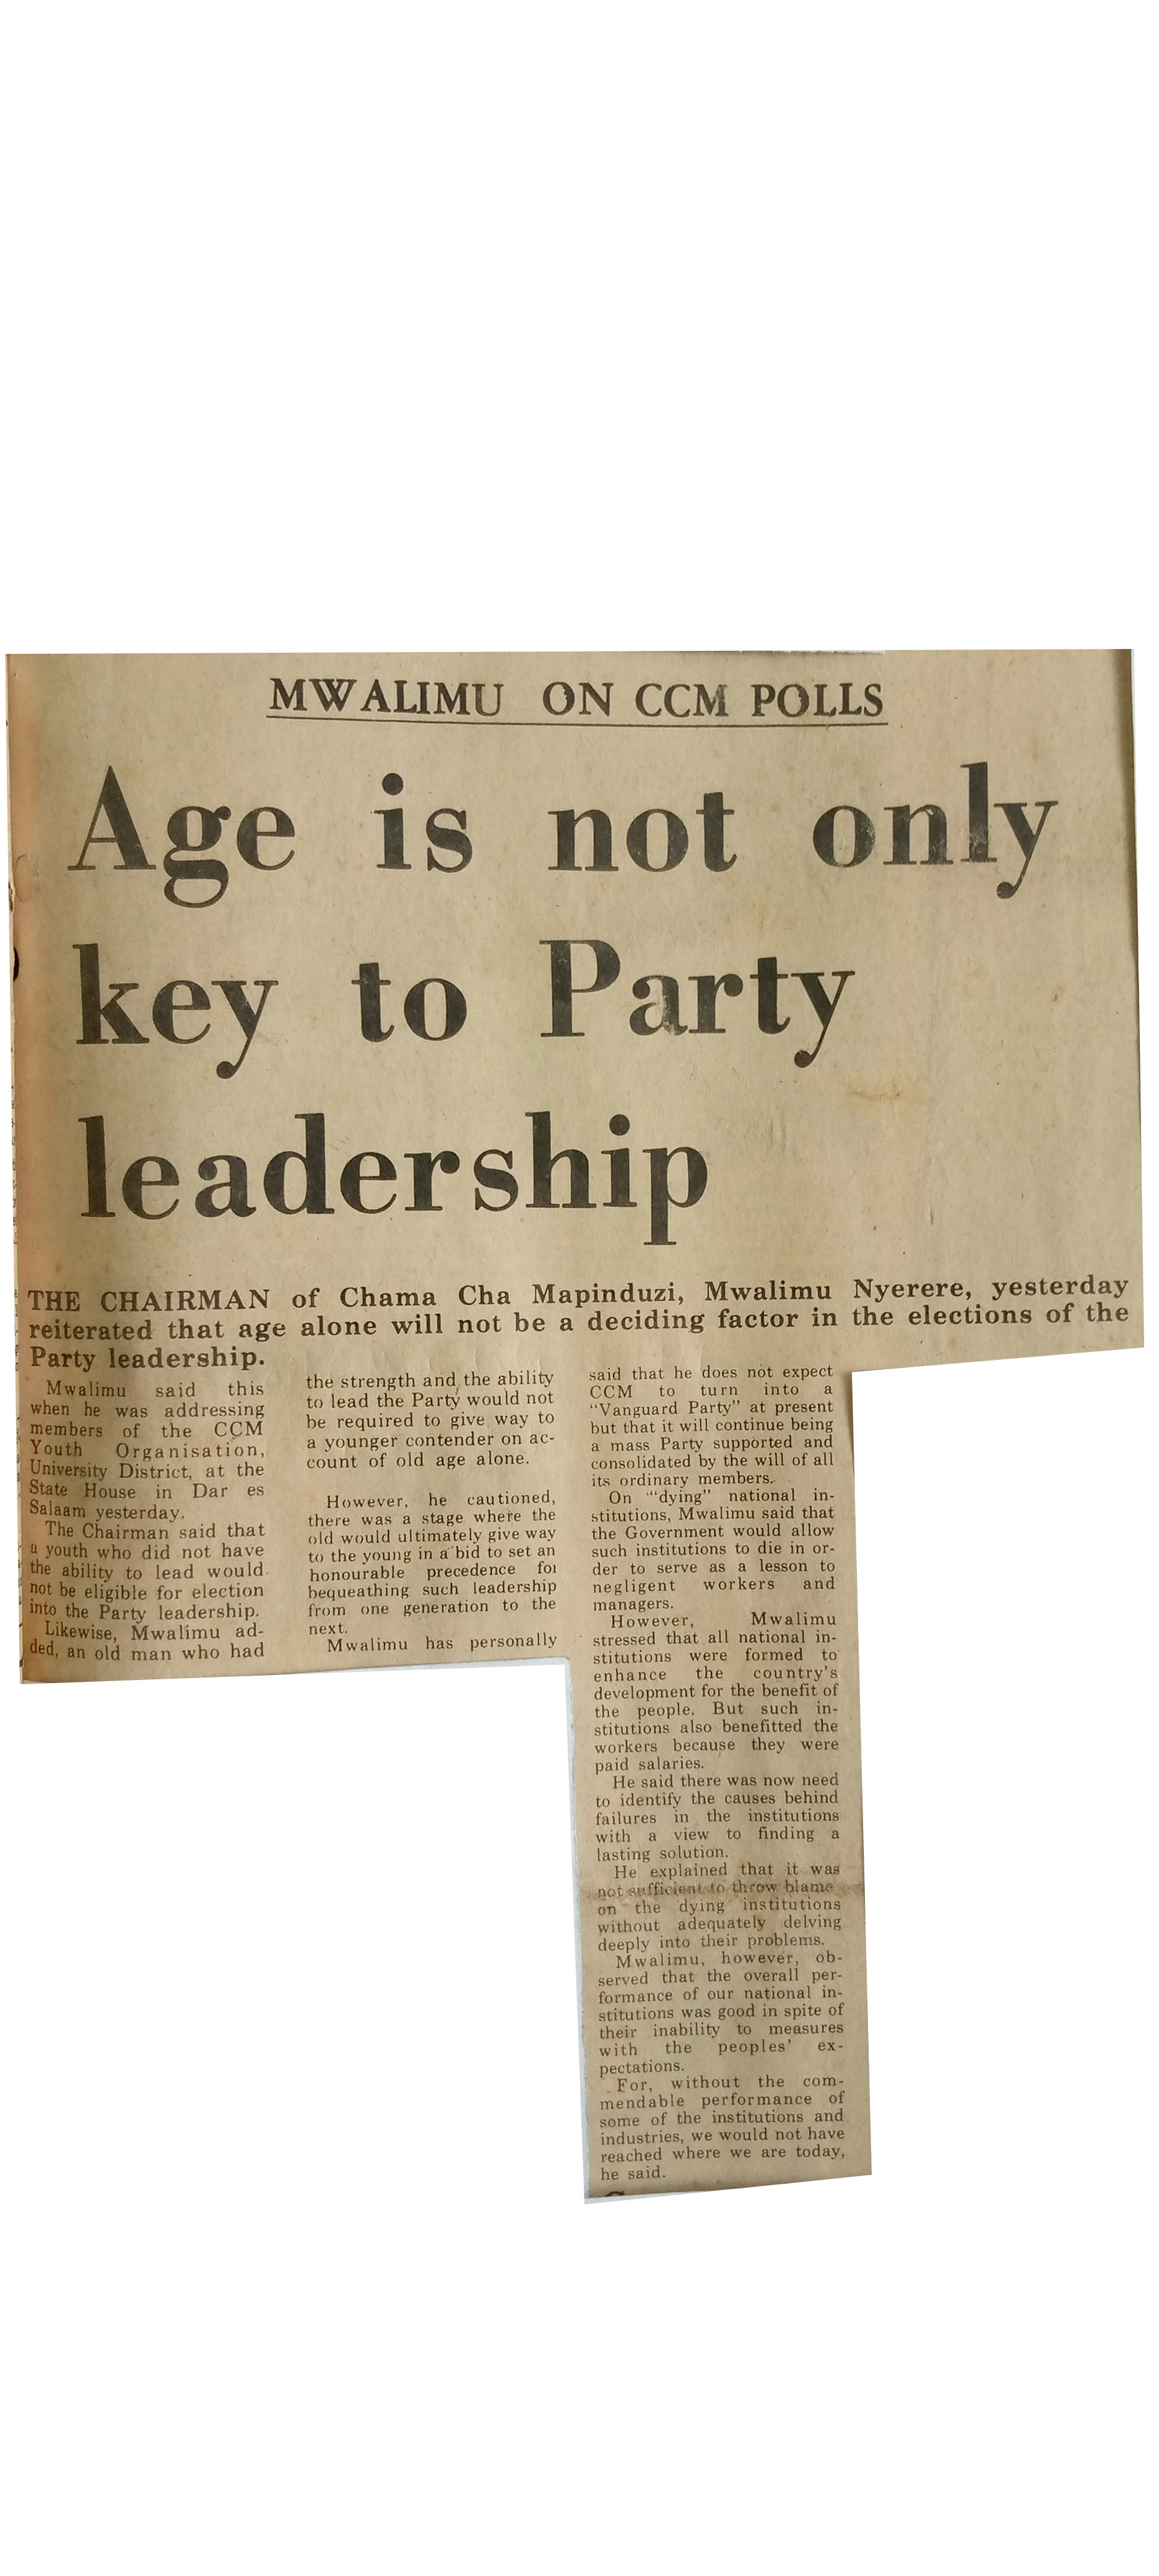 MWALIMU ON CCM POLLS
Age is not only
key to Party
leadership
THE CHAIRMAN of Chama Cha Mapinduzi, Mwalimu Nyerere, yesterday
reiterated that age alone will not be a deciding factor in the elections of the
Party leadership.
Mwalimu said this
when he was addressing
members of the CCM
Youth Organisation,
University District, at the
State House in Dar es
Salaam yesterday.
The Chairman said that
a youth who did not have
the ability to lead would
not be eligible for election
into the Party leadership.
Likewise, Mwalimu ad-
ded, an old man who had
the strength and the ability
to lead the Party would not
be required to give way to
a younger contender on ac-
count of old age alone.
However, he cautioned,
there was a stage where the
old would ultimately give way
to the young in a bid to set an
honourable precedence for
bequeathing such leadership
from one generation to the
next.
Mwalimu has personally
said that he does not expect
CCM to turn into a
"Vanguard Party" at present
but that it will continue being
a mass Party supported and
consolidated by the will of all
its ordinary members.
On "dying" national in-
stitutions, Mwalimu said that
the Government would allow
such institutions to die in or-
der to serve as a lesson to
negligent workers and
managers.
However, Mwalimu
stressed that all national in-
stitutions were formed to
enhance the country's
development for the benefit of
the people. But such in-
stitutions also benefitted the
workers because they were
paid salaries.
He said there was now need
to identify the causes behind
failures in the institutions
with a view to finding a
lasting solution.
He explained that it was
not sufficient to throw blame
on the dying institutions
without adequately delving
deeply into their problems.
Mwalimu, however, ob-
served that the overall per-
formance of our national in-
stitutions was good in spite of
their inability to measures
with the peoples' ex-
pectations.
For, without the com-
mendable performance of
some of the institutions and
industries, we would not have
reached where we are today,
he said.